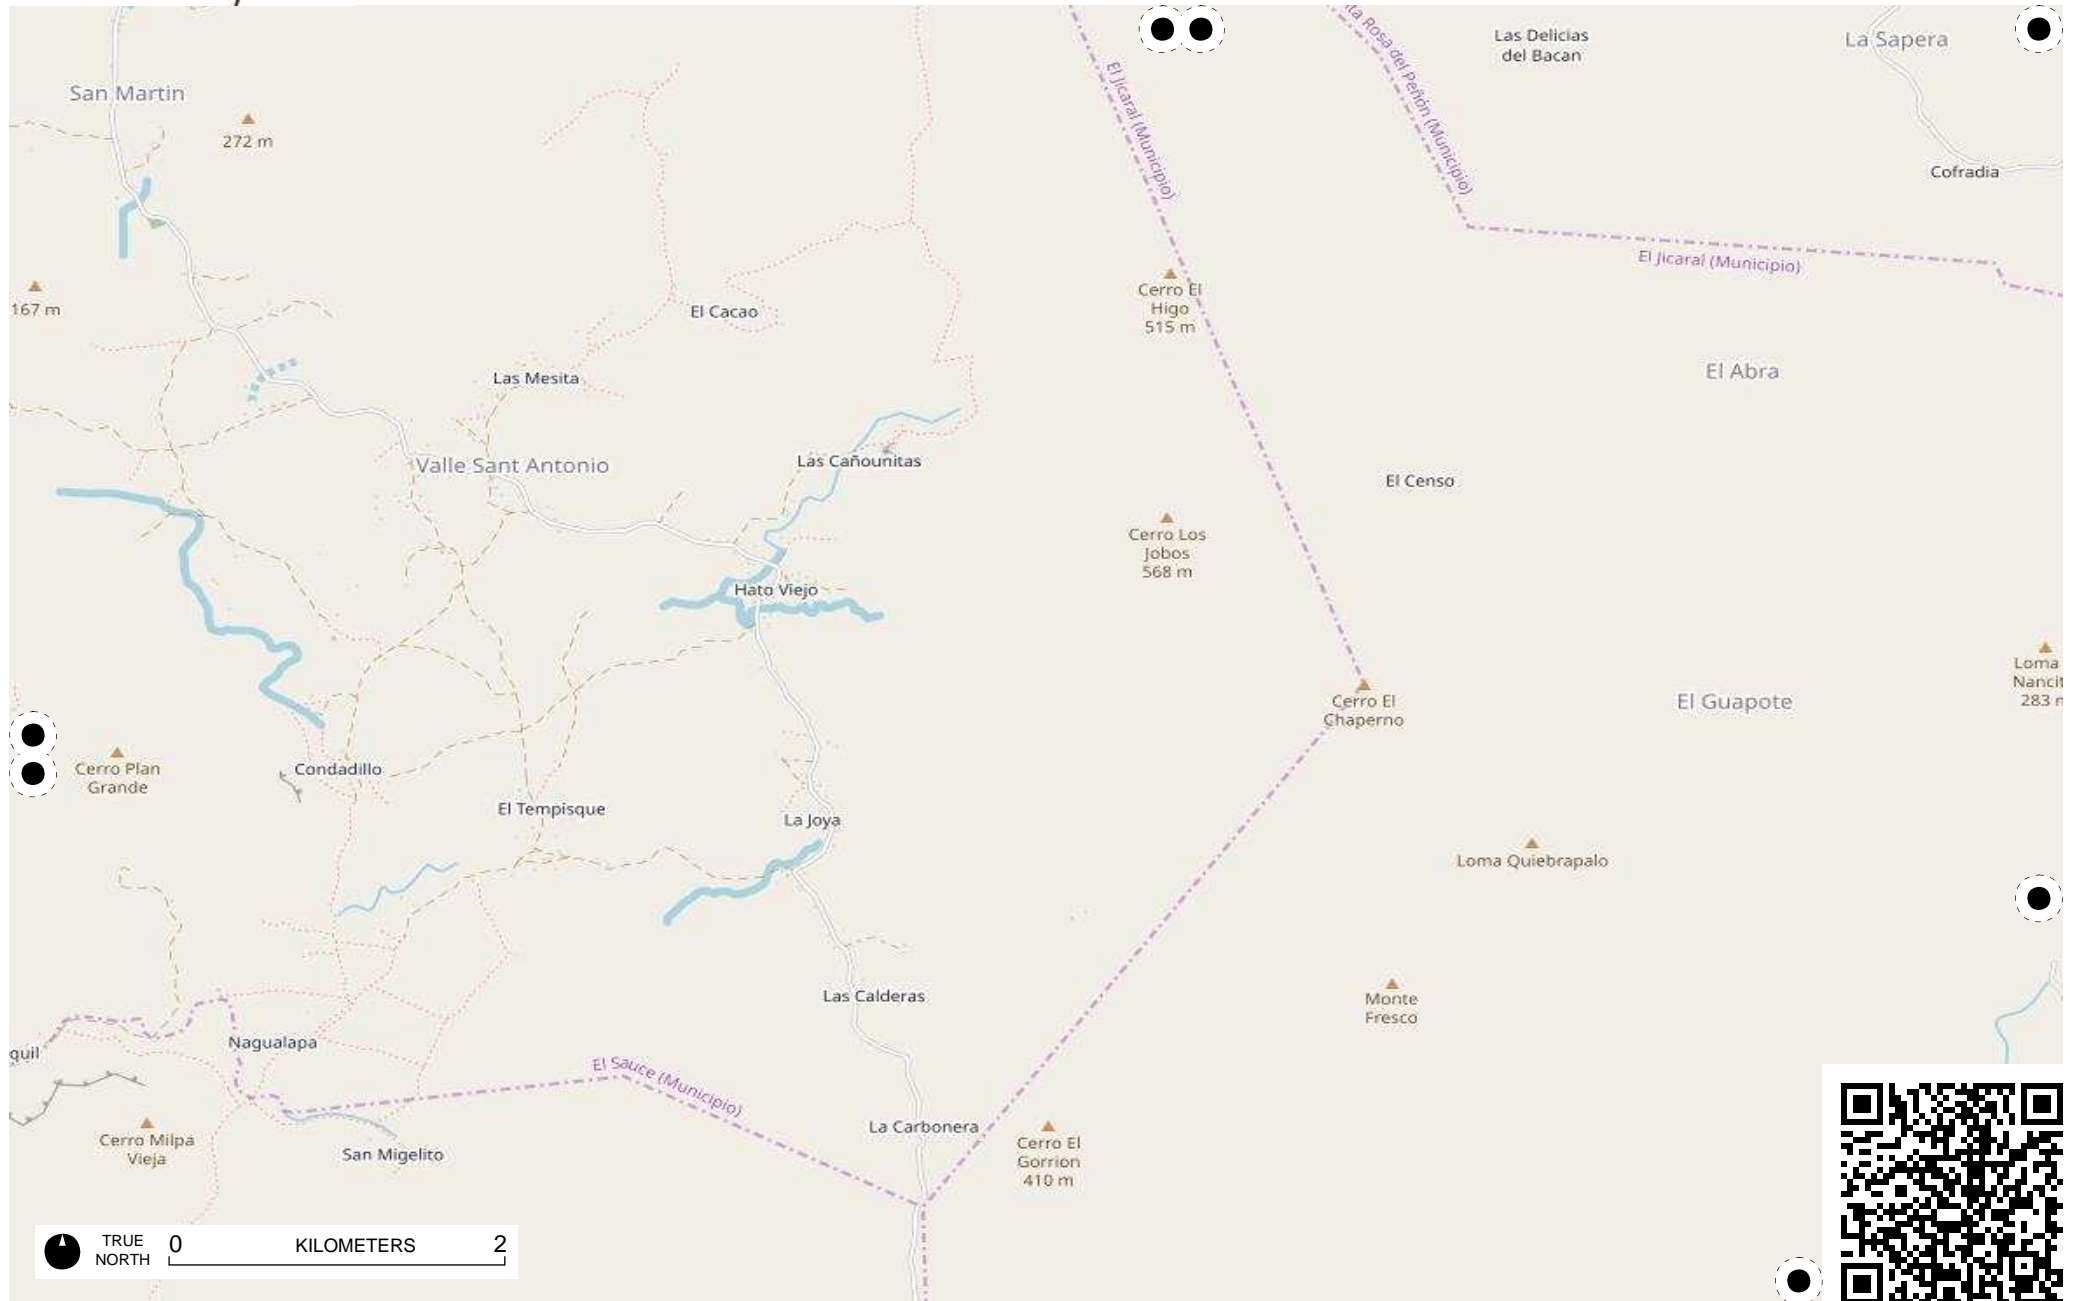 Las Delicias
del Bacan
La Sapera
San Martin
272 m
El Jicaral (Municipio)
Rosa del Peñón (Municipio)
Cofradia
El Jicaral (Municipio)
167 m
Cerro El
Higo
515 m
El Cacao
El Abra
Las Mesita
Valle Sant Antonio
Las Cañounitas
El Censo
Cerro Los
Jobos
568 m
Hato Viejo
Loma
Nancit
283 m
Cerro El
Chaperno
El Guapote
Cerro Plan
Grande
Condadillo
El Tempisque
La Joya
Loma Quiebrapalo
Las Calderas
Monte
Fresco
quil
Nagualapa
El Sauce (Municipio)
Cerro Milpa
Vieja
San Migelito
La Carbonera
Cerro El
Gorrion
410 m
TRUE
NORTH
0 KILOMETERS 2